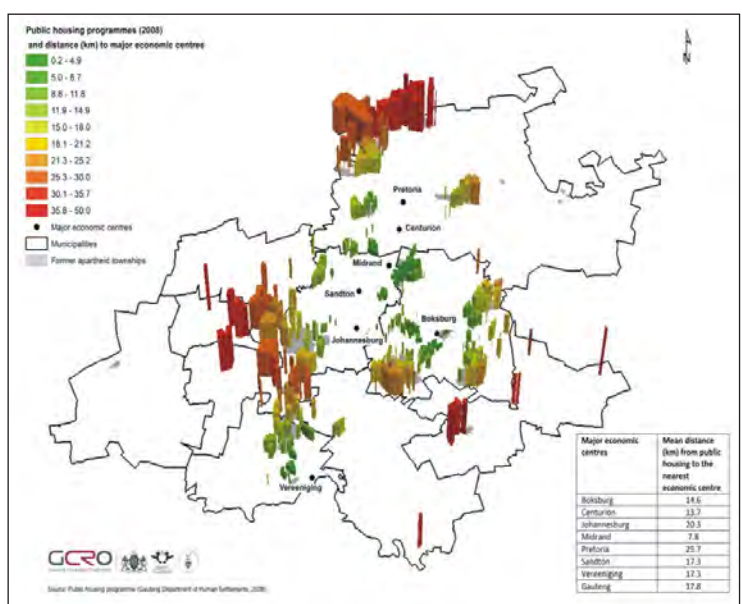 Public housing programmes (2008)
and distance (km) to major economic centres
0.2 - 4.9
5.0 - 8.7
8.8 - 11.8
11.9 - 14.9
15.0 - 18.0
18.1 - 21.2
21.3 - 25.2
25.3 - 30.0
30.1 - 35.7
35.8 - 50.0
Major economic centres
Municipalities
Former apartheid townships
N
Pretoria
Centurion
Midrand
Sandton
Boksburg
Johannesburg
Vereeniging
Major economic centres
Mean distance (km) from public housing to the nearest economic centre
Boksburg 14.6
Centurion 13.7
Johannesburg 20.3
Midrand 7.8
Pretoria 25.7
Sandton 17.3
Vereeniging 17.3
Gauteng 17.8
GCRO
Source: Public housing programme (Gauteng Department of Human Settlements, 2008)